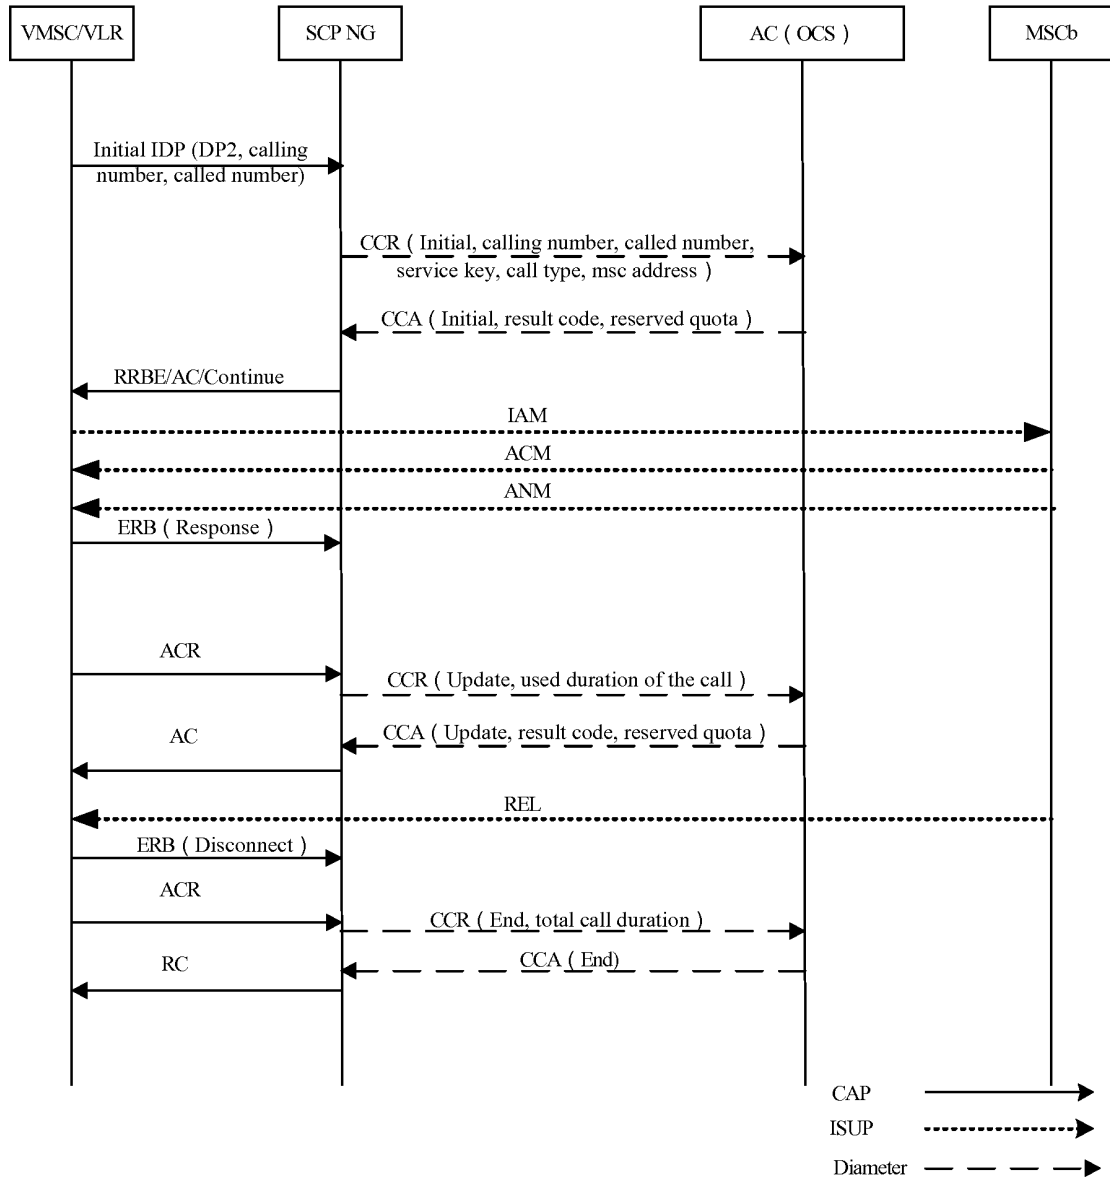 VMSC/VLR
SCP NG
AC ( OCS )
MSCb
Initial IDP (DP2, calling
number, called number)
CCR ( Initial, calling number, called number,
service key, call type, msc address )
CCA ( Initial, result code, reserved quota )
RRBE/AC/Continue
IAM
ACM
ANM
ERB ( Response )
ACR
CCR ( Update, used duration of the call )
AC
CCA ( Update, result code, reserved quota )
REL
ERB ( Disconnect )
ACR
CCR ( End, total call duration )
RC
CCA ( End)
CAP
ISUP
Diameter